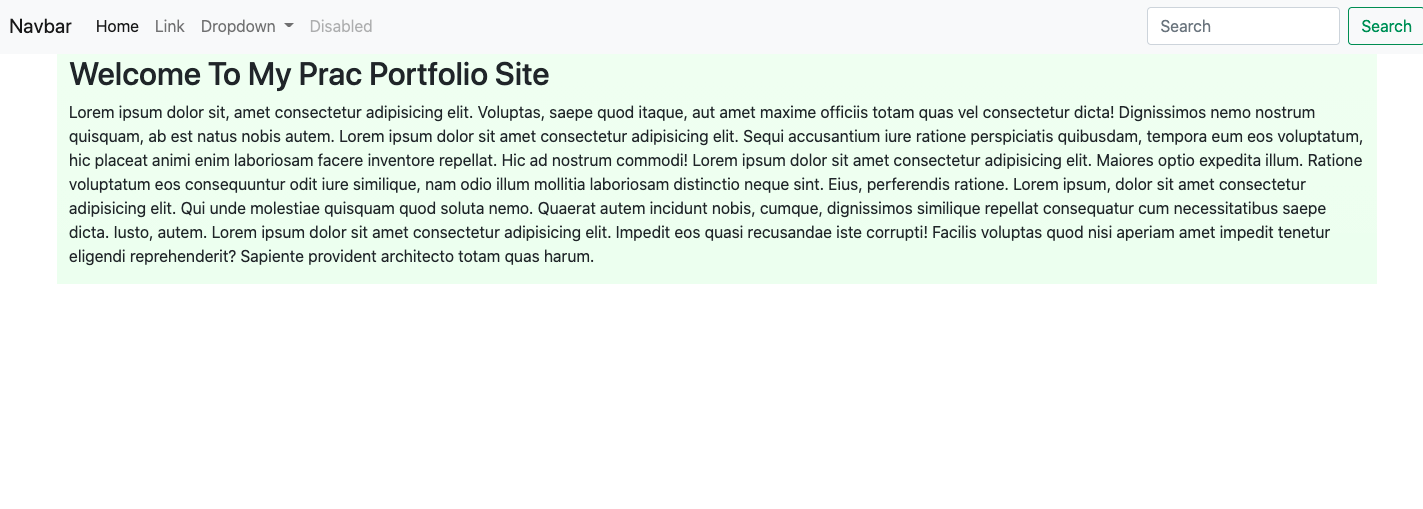 Navbar Home Link Dropdown Disabled Search Search
Welcome To My Prac Portfolio Site
Lorem ipsum dolor sit, amet consectetur adipisicing elit. Voluptas, saepe quod itaque, aut amet maxime officiis totam quas vel consectetur dicta! Dignissimos nemo nostrum
quisquam, ab est natus nobis autem. Lorem ipsum dolor sit amet consectetur adipisicing elit. Sequi accusantium iure ratione perspiciatis quibusdam, tempora eum eos voluptatum,
hic placeat animi enim laboriosam facere inventore repellat. Hic ad nostrum commodi! Lorem ipsum dolor sit amet consectetur adipisicing elit. Maiores optio expedita illum. Ratione
voluptatum eos consequuntur odit iure similique, nam odio illum mollitia laboriosam distinctio neque sint. Eius, perferendis ratione. Lorem ipsum, dolor sit amet consectetur
adipisicing elit. Qui unde molestiae quisquam quod soluta nemo. Quaerat autem incidunt nobis, cumque, dignissimos similique repellat consequatur cum necessitatibus saepe
dicta. Iusto, autem. Lorem ipsum dolor sit amet consectetur adipisicing elit. Impedit eos quasi recusandae iste corrupti! Facilis voluptas quod nisi aperiam amet impedit tenetur
eligendi reprehenderit? Sapiente provident architecto totam quas harum.